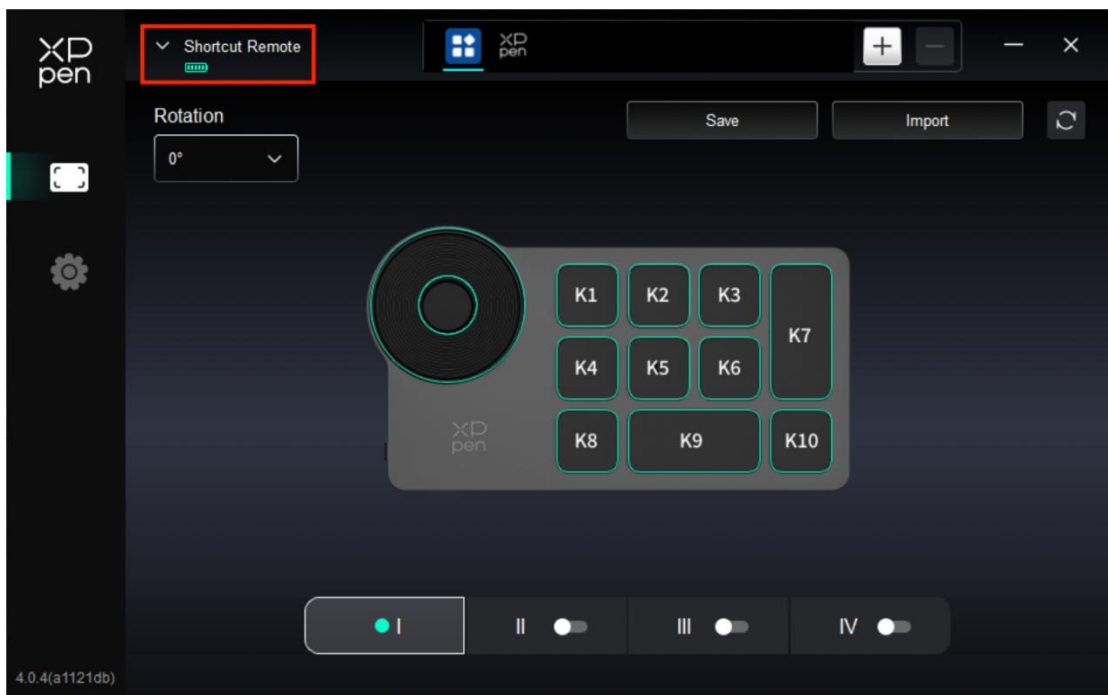 XP
pen
Shortcut Remote
XP
pen
Rotation
Save
Import
0°
K1
K2
K3
K7
K4
K5
K6
XP
pen
K8
K9
K10
I
II
III
IV
4.0.4(a1121db)